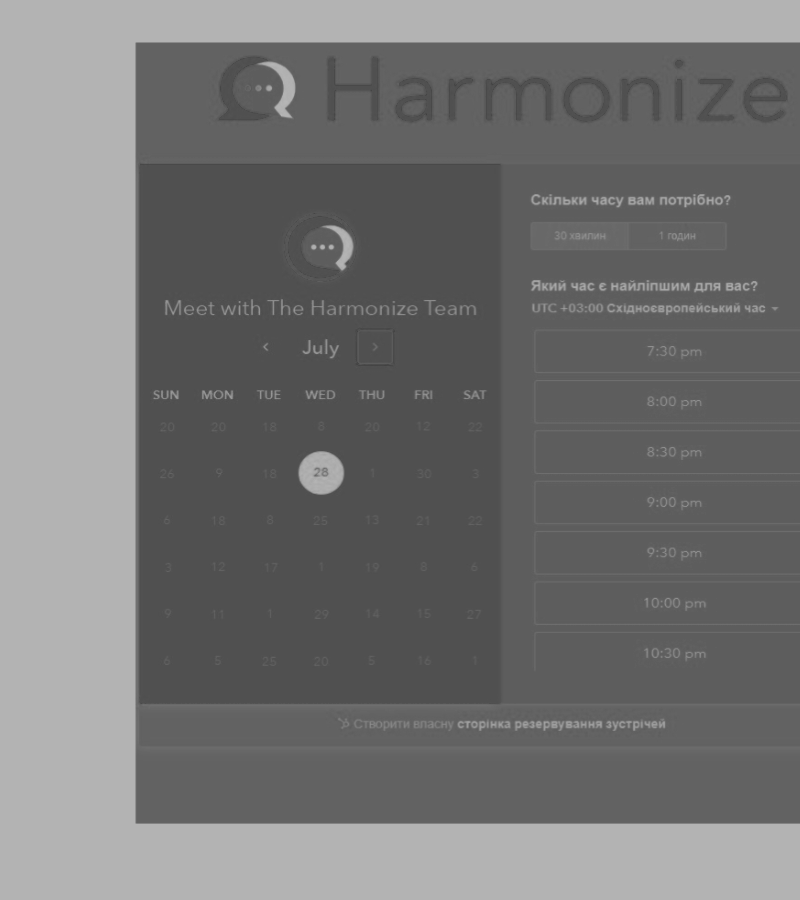 Harmonize
Meet with The Harmonize Team
July
SUN MON TUE WED THU FRI SAT
20 20 18 6 20 12 22
26 9 18 28 1 30 3
6 18 8 25 13 21 22
3 12 17 1 19 8 6
9 11 1 29 14 15 27
6 5 25 20 5 16 1
Скільки часу вам потрібно?
30 хвилин 1 годин
Який час є найліпшим для вас?
UTC +03:00 Східноєвропейський час
7:30 pm
8:00 pm
8:30 pm
9:00 pm
9:30 pm
10:00 pm
10:30 pm
Створити власну сторінка резервування зустрічей